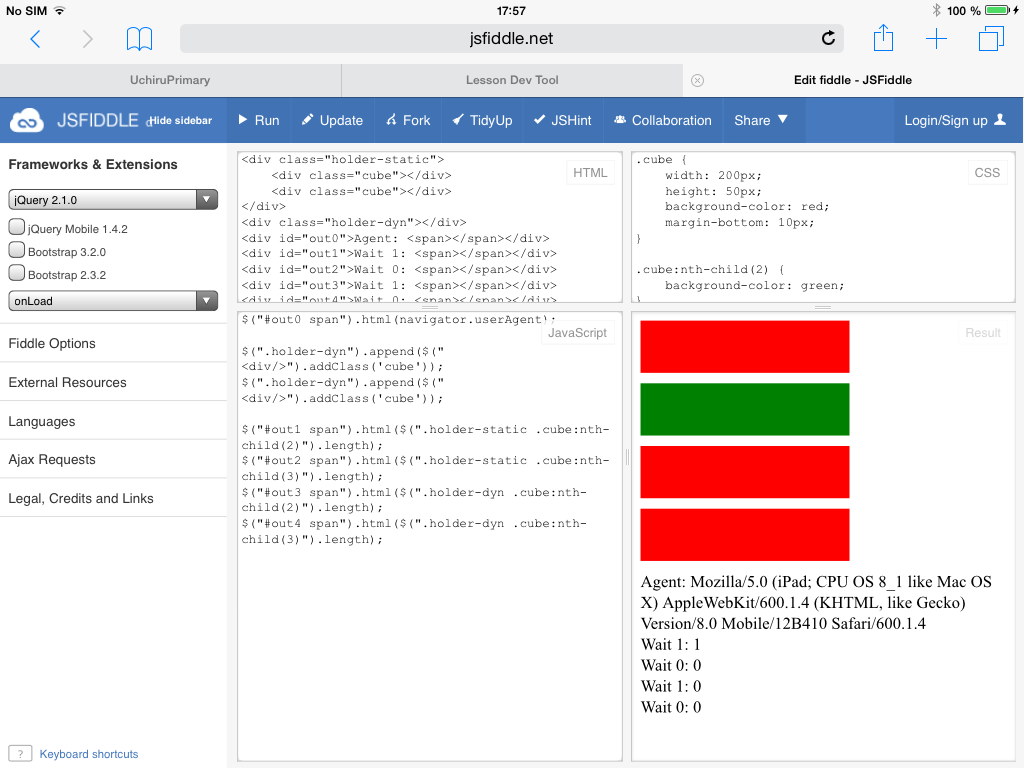 No SIM 17:57 100 %
jsfiddle.net
UchiruPrimary Lesson Dev Tool Edit fiddle - JSFiddle
JSFIDDLE Hide sidebar Run Update Fork TidyUp JSHint Collaboration Share Login/Sign up
Frameworks & Extensions
jQuery 2.1.0
jQuery Mobile 1.4.2
Bootstrap 3.2.0
Bootstrap 2.3.2
onLoad
Fiddle Options
External Resources
Languages
Ajax Requests
Legal, Credits and Links
? Keyboard shortcuts
HTML
<div class="holder-static">
    <div class="cube"></div>
    <div class="cube"></div>
</div>
<div class="holder-dyn"></div>
<div id="out0">Agent: <span></span></div>
<div id="out1">Wait 1: <span></span></div>
<div id="out2">Wait 0: <span></span></div>
<div id="out3">Wait 1: <span></span></div>
<div id="out4">Wait 0: <span></span></div>
CSS
.cube {
    width: 200px;
    height: 50px;
    background-color: red;
    margin-bottom: 10px;
}

.cube:nth-child(2) {
    background-color: green;
}
JavaScript
$("#out0 span").html(navigator.userAgent);

$(".holder-dyn").append($("
<div/>").addClass('cube'));
$(".holder-dyn").append($("
<div/>").addClass('cube'));

$("#out1 span").html($(".holder-static .cube:nth-
child(2)").length);
$("#out2 span").html($(".holder-static .cube:nth-
child(3)").length);
$("#out3 span").html($(".holder-dyn .cube:nth-
child(2)").length);
$("#out4 span").html($(".holder-dyn .cube:nth-
child(3)").length);
Result
Agent: Mozilla/5.0 (iPad; CPU OS 8_1 like Mac OS
X) AppleWebKit/600.1.4 (KHTML, like Gecko)
Version/8.0 Mobile/12B410 Safari/600.1.4
Wait 1: 1
Wait 0: 0
Wait 1: 0
Wait 0: 0